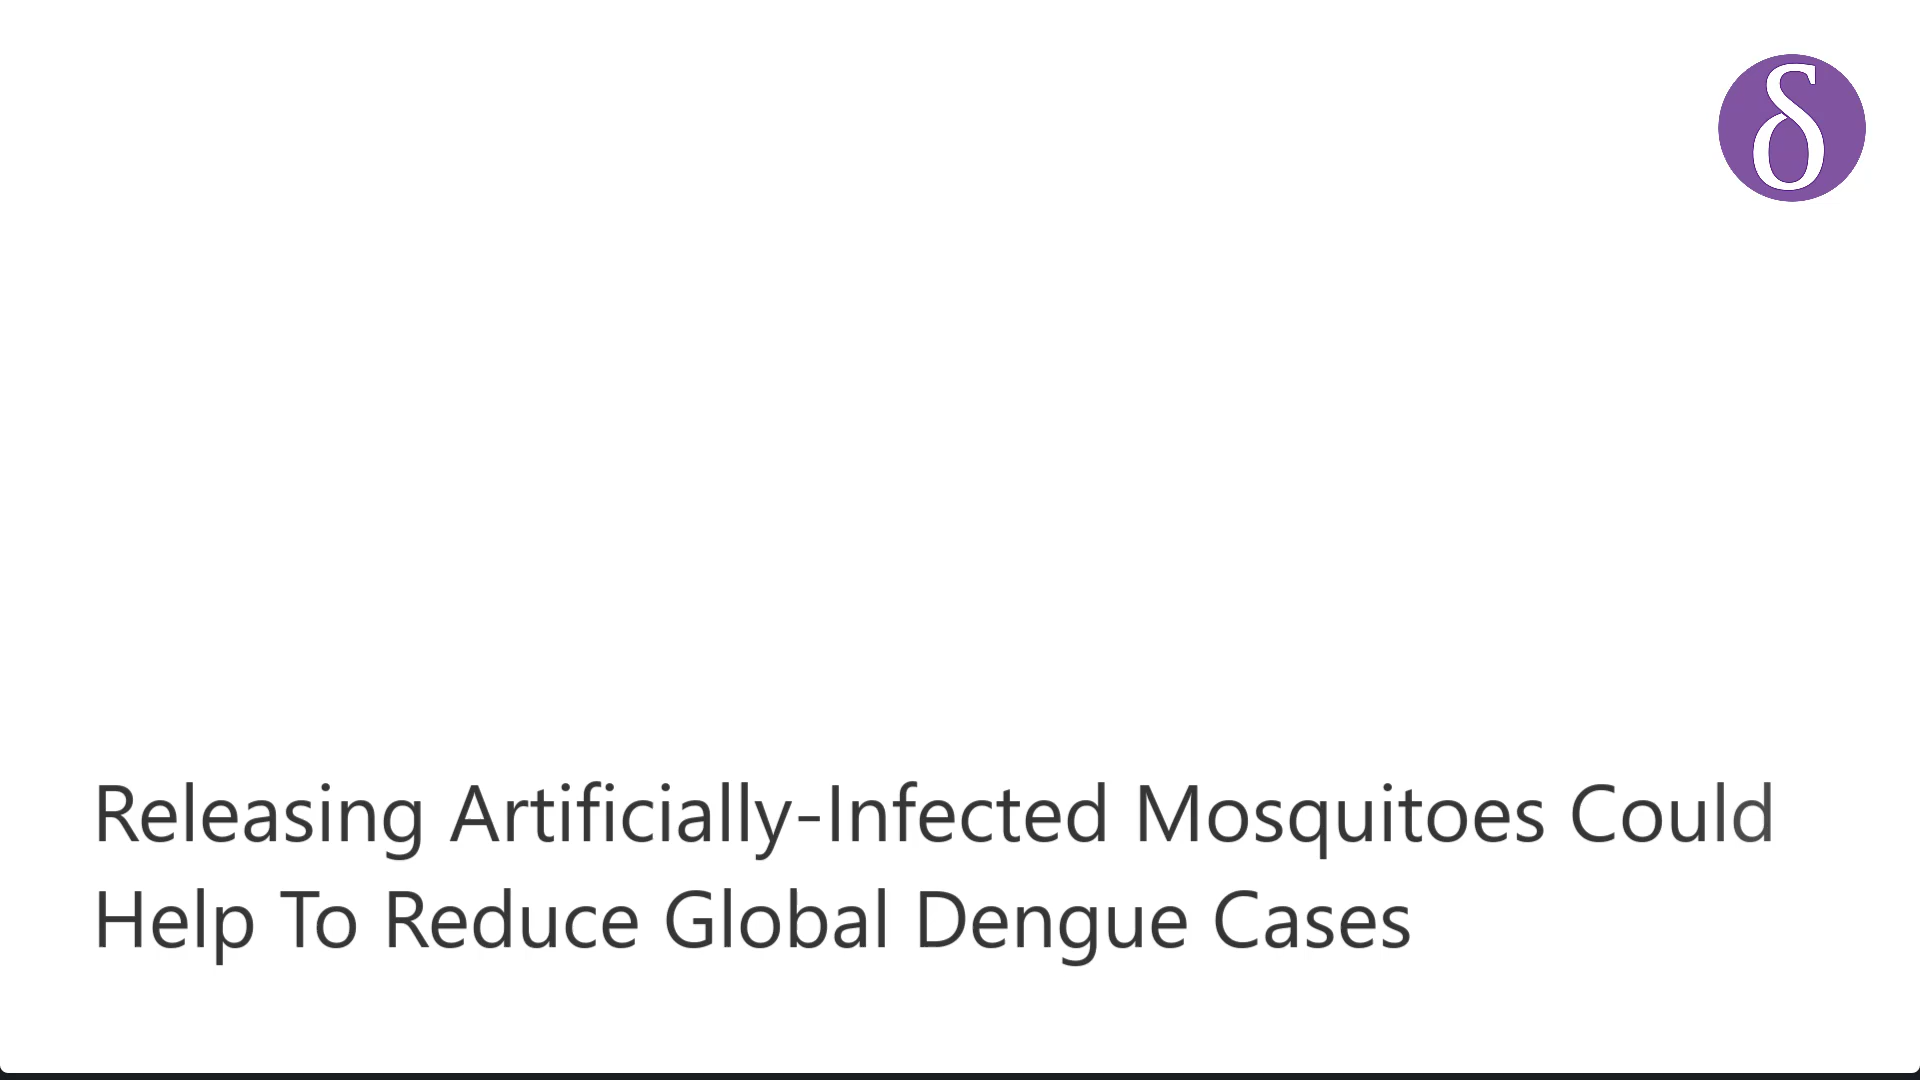 δ
Releasing Artificially-Infected Mosquitoes Could
Help To Reduce Global Dengue Cases